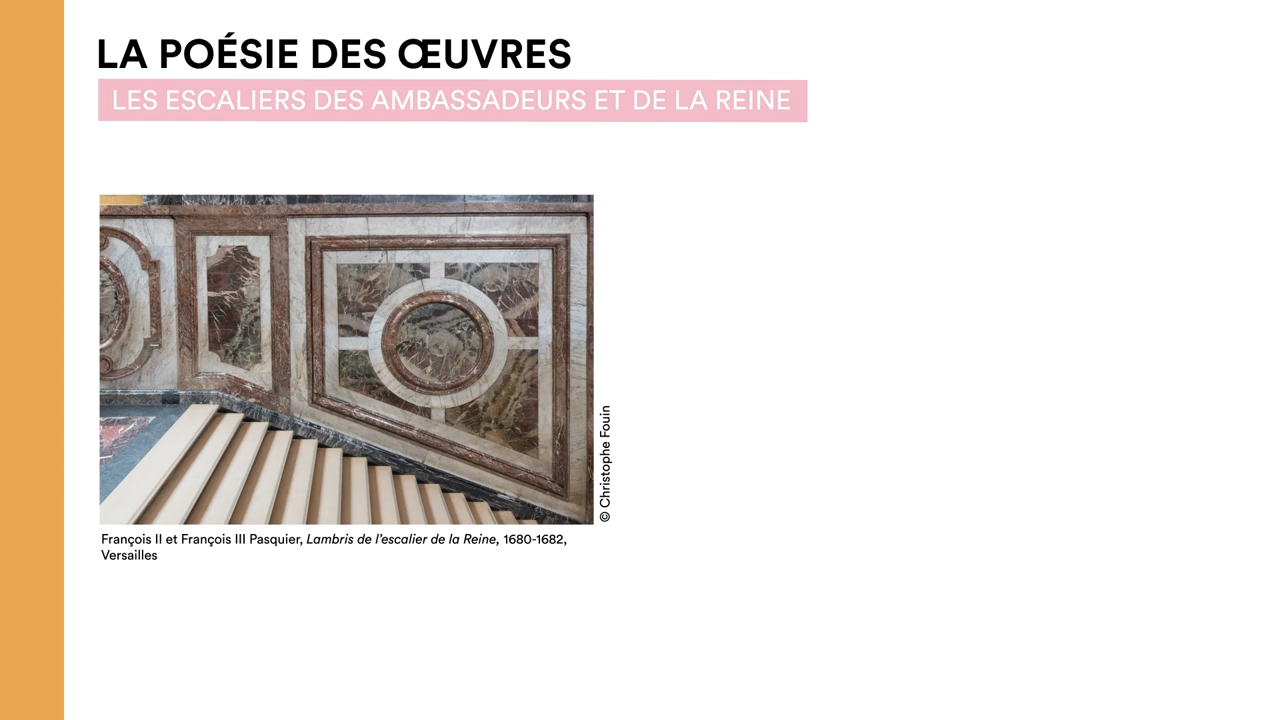 LA POÉSIE DES ŒUVRES
LES ESCALIERS DES AMBASSADEURS ET DE LA REINE
© Christophe Fouin
François II et François III Pasquier, Lambris de l’escalier de la Reine, 1680-1682,
Versailles